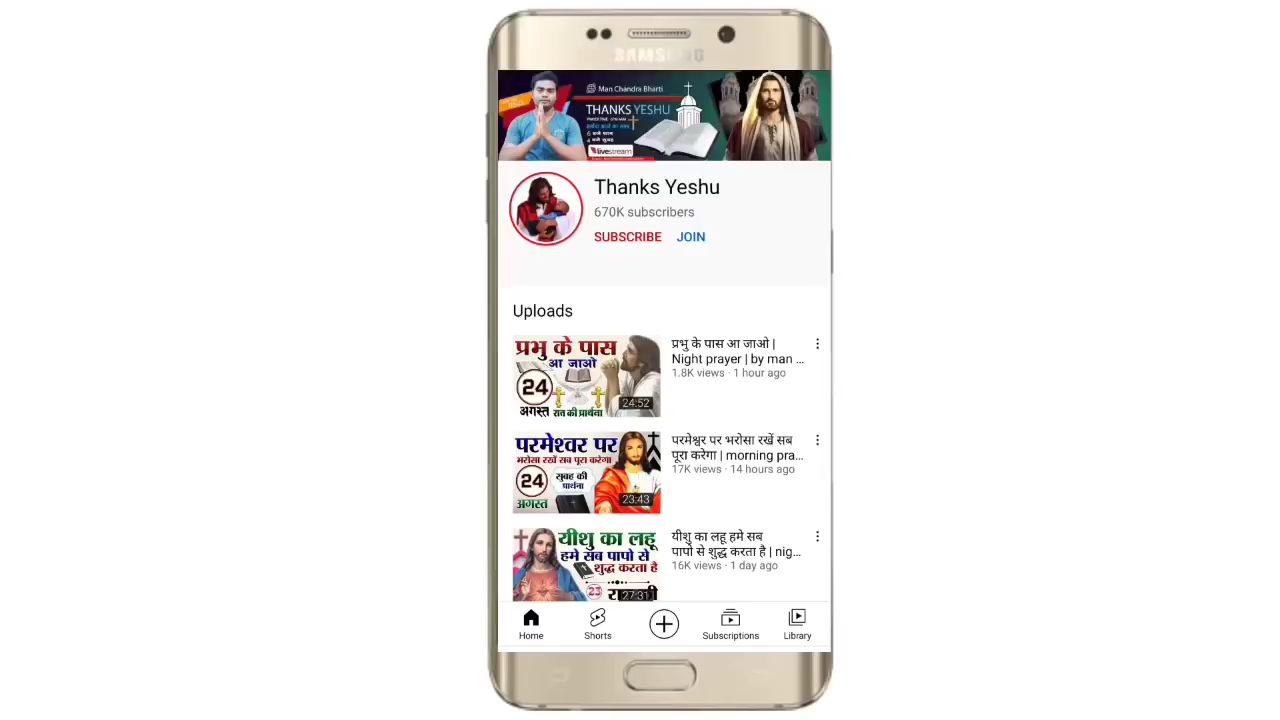 SAMSUNG
Man Chandra Bharti
THANKS YESHU
livestream
Thanks Yeshu
670K subscribers
SUBSCRIBE JOIN
Uploads
प्रभु के पास
आ जाओ
24
अगस्त रात की प्रार्थना
24:52
प्रभु के पास आ जाओ |
Night prayer | by man ...
1.8K views · 1 hour ago
परमेश्वर पर
भरोसा रखें सब पूरा करेगा
24
सुबह की
प्रार्थना
अगस्त
23:43
परमेश्वर पर भरोसा रखें सब
पूरा करेगा | morning pra...
17K views · 14 hours ago
यीशु का लहू
हमे सब पापो से
शुद्ध करता है
23
27:31
यीशु का लहू हमे सब
पापो से शुद्ध करता है | nig...
16K views · 1 day ago
Home Shorts Subscriptions Library